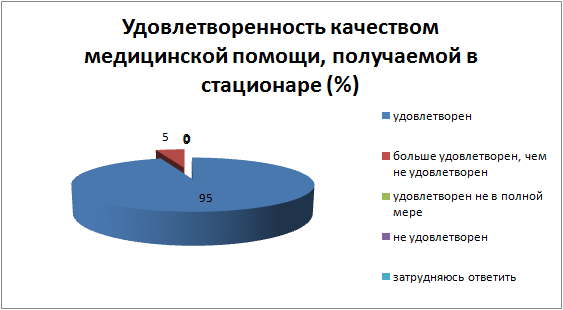 Удовлетворенность качеством
медицинской помощи, получаемой в
стационаре (%)
5
0
95
удовлетворен
больше удовлетворен, чем
не удовлетворен
удовлетворен не в полной
мере
не удовлетворен
затрудняюсь ответить